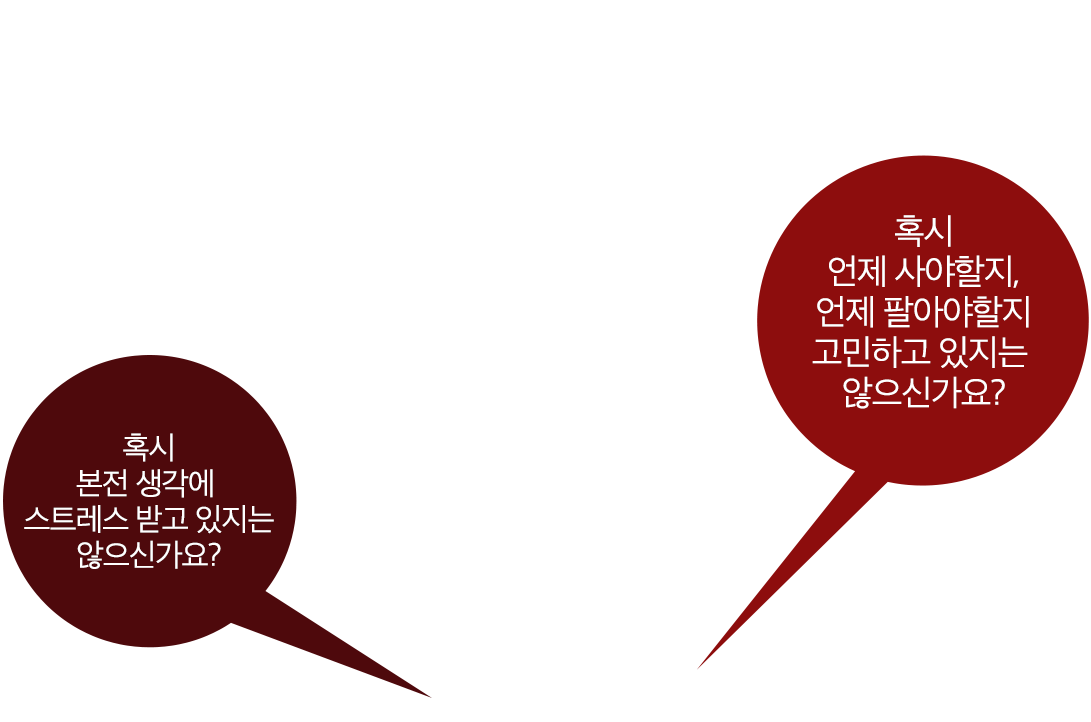 혹시
언제 사야할지,
언제 팔아야할지
고민하고 있지는
않으신가요?
혹시
본전 생각에
스트레스 받고 있지는
않으신가요?